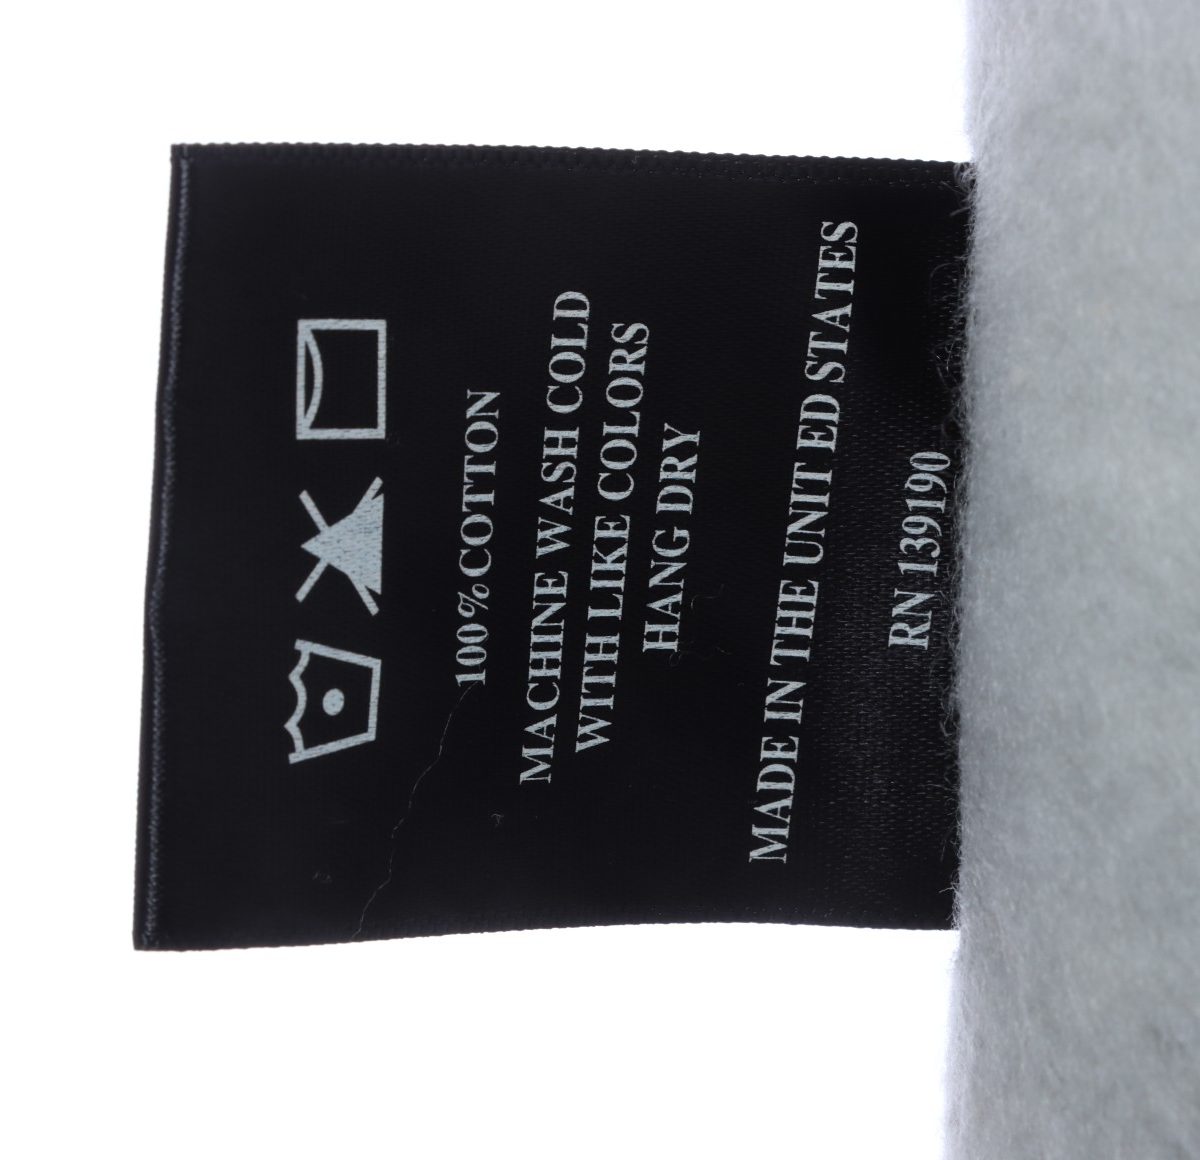 100% COTTON
MACHINE WASH COLD
WITH LIKE COLORS
HANG DRY
MADE IN THE UNIT ED STATES
RN 139190